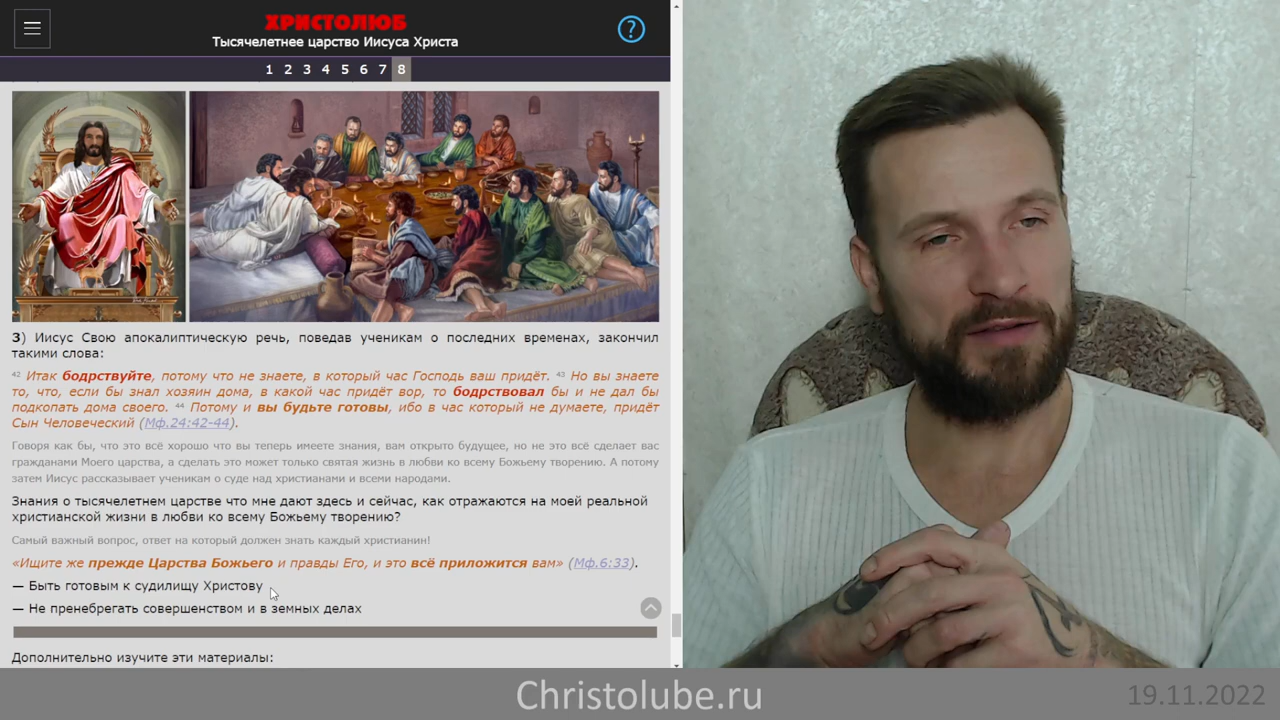 ХРИСТОЛЮБ
Тысячелетнее царство Иисуса Христа
?
1 2 3 4 5 6 7 8
3) Иисус Свою апокалиптическую речь, поведав ученикам о последних временах, закончил
такими слова:
42 Итак бодрствуйте, потому что не знаете, в который час Господь ваш придёт. 43 Но вы знаете
то, что, если бы знал хозяин дома, в какой час придёт вор, то бодрствовал бы и не дал бы
подкопать дома своего. 44 Потому и вы будьте готовы, ибо в час который не думаете, придёт
Сын Человеческий (Мф.24:42-44).
Говоря как бы, что это всё хорошо что вы теперь имеете знания, вам открыто будущее, но не это всё сделает вас
гражданами Моего царства, а сделать это может только святая жизнь в любви ко всему Божьему творению. А потому
затем Иисус рассказывает ученикам о суде над христианами и всеми народами.
Знания о тысячелетнем царстве что мне дают здесь и сейчас, как отражаются на моей реальной
христианской жизни в любви ко всему Божьему творению?
Самый важный вопрос, ответ на который должен знать каждый христианин!
«Ищите же прежде Царства Божьего и правды Его, и это всё приложится вам» (Мф.6:33).
— Быть готовым к судилищу Христову
— Не пренебрегать совершенством и в земных делах
Дополнительно изучите эти материалы:
Christolube.ru
19.11.2022